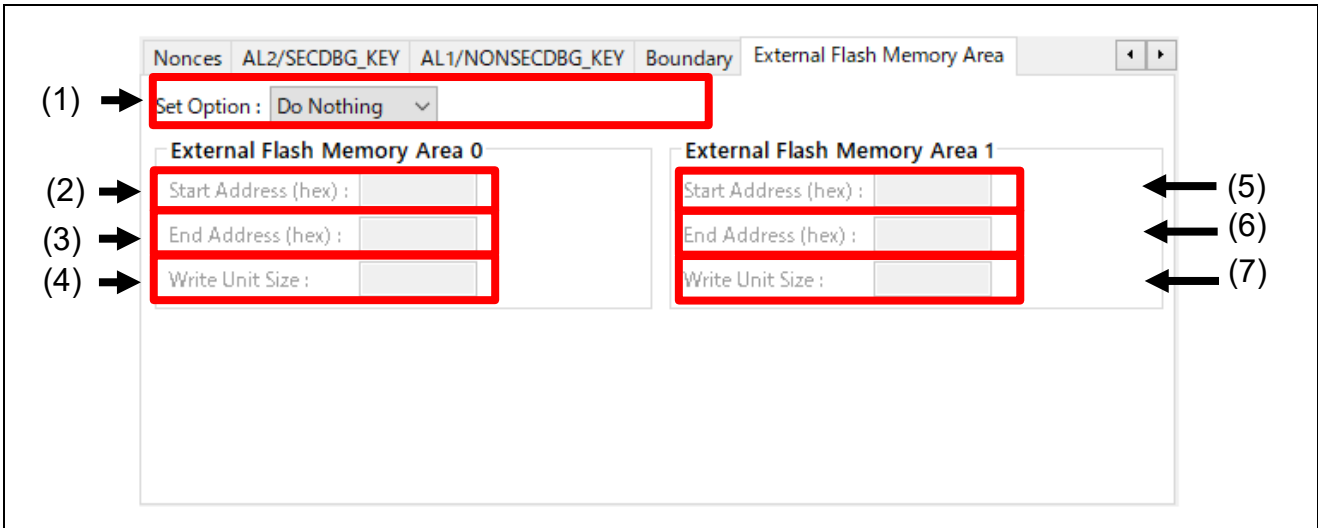 Nonces AL2/SECDBG_KEY AL1/NONSECDBG_KEY Boundary External Flash Memory Area
(1) Set Option : Do Nothing
External Flash Memory Area 0
(2) Start Address (hex) :
(3) End Address (hex) :
(4) Write Unit Size :
External Flash Memory Area 1
Start Address (hex) : (5)
End Address (hex) : (6)
Write Unit Size : (7)